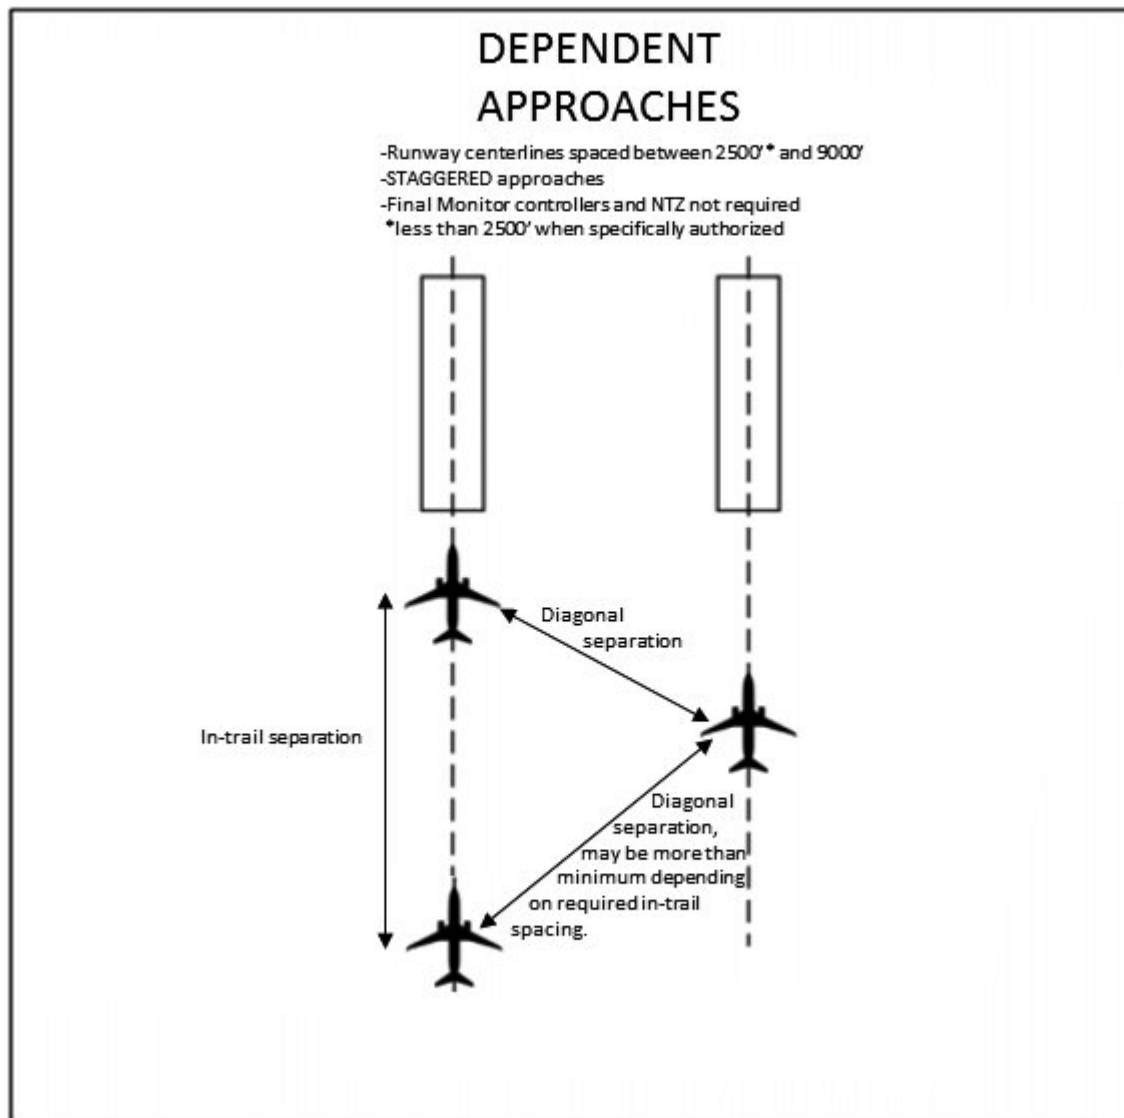 DEPENDENT
APPROACHES
-Runway centerlines spaced between 2500'* and 9000'
-STAGGERED approaches
-Final Monitor controllers and NTZ not required
*less than 2500' when specifically authorized
Diagonal
separation
In-trail separation
Diagonal
separation,
may be more than
minimum depending
on required in-trail
spacing.